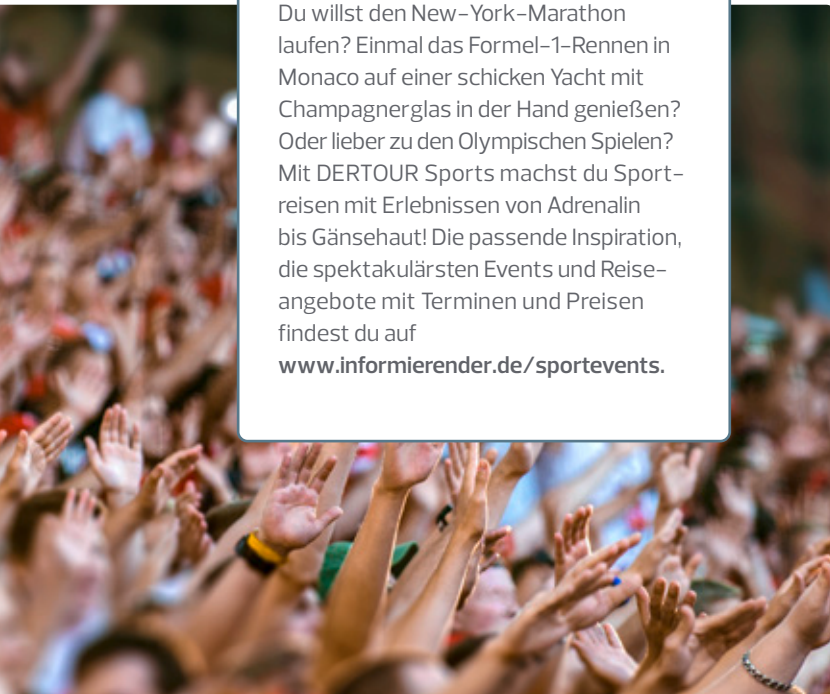 Du willst den New-York-Marathon
laufen? Einmal das Formel-1-Rennen in
Monaco auf einer schicken Yacht mit
Champagnerglas in der Hand genießen?
Oder lieber zu den Olympischen Spielen?
Mit DERTOUR Sports machst du Sport-
reisen mit Erlebnissen von Adrenalin
bis Gänsehaut! Die passende Inspiration,
die spektakulärsten Events und Reise-
angebote mit Terminen und Preisen
findest du auf
www.informierender.de/sportevents.